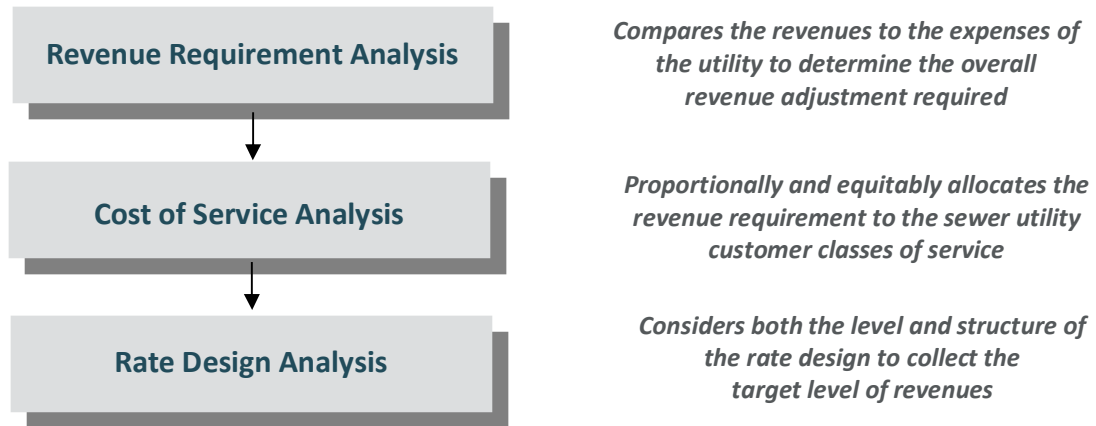 Revenue Requirement Analysis
Compares the revenues to the expenses of
the utility to determine the overall
revenue adjustment required
Cost of Service Analysis
Proportionally and equitably allocates the
revenue requirement to the sewer utility
customer classes of service
Rate Design Analysis
Considers both the level and structure of
the rate design to collect the
target level of revenues